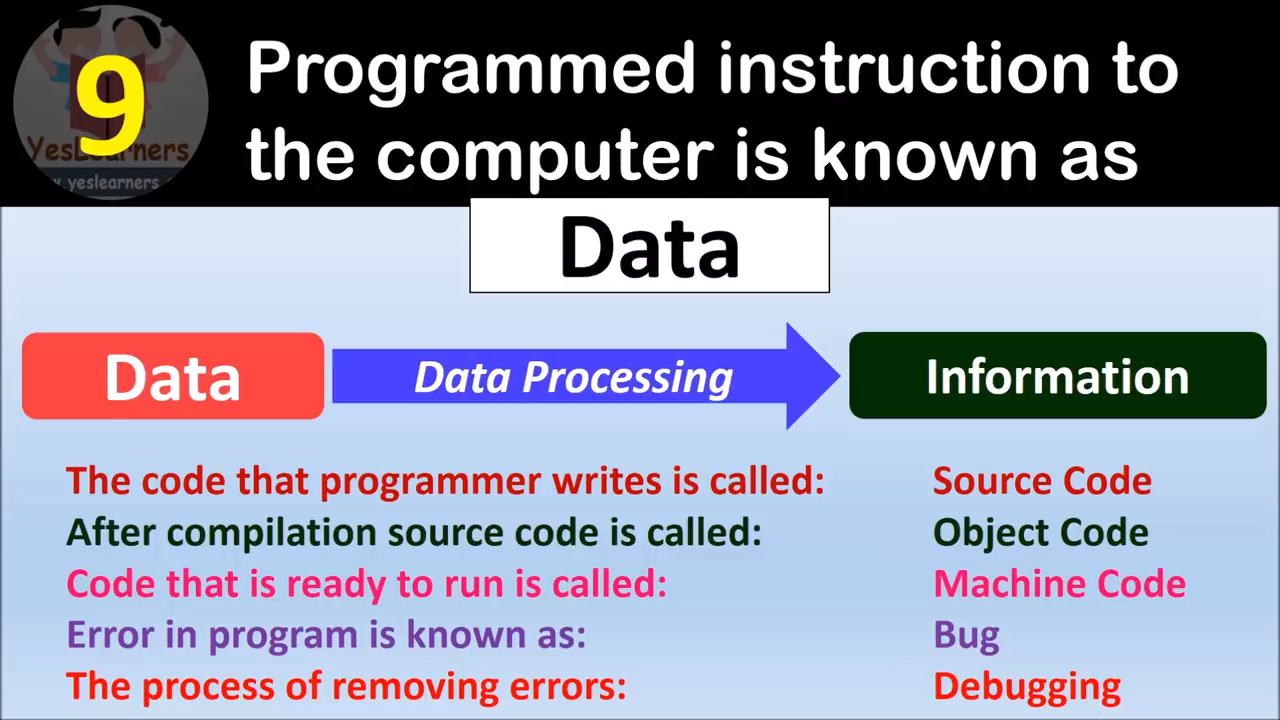 9
YesLearners
www.yeslearners.c
Programmed instruction to
the computer is known as
Data
Data
Data Processing
Information
The code that programmer writes is called: Source Code
After compilation source code is called: Object Code
Code that is ready to run is called: Machine Code
Error in program is known as: Bug
The process of removing errors: Debugging